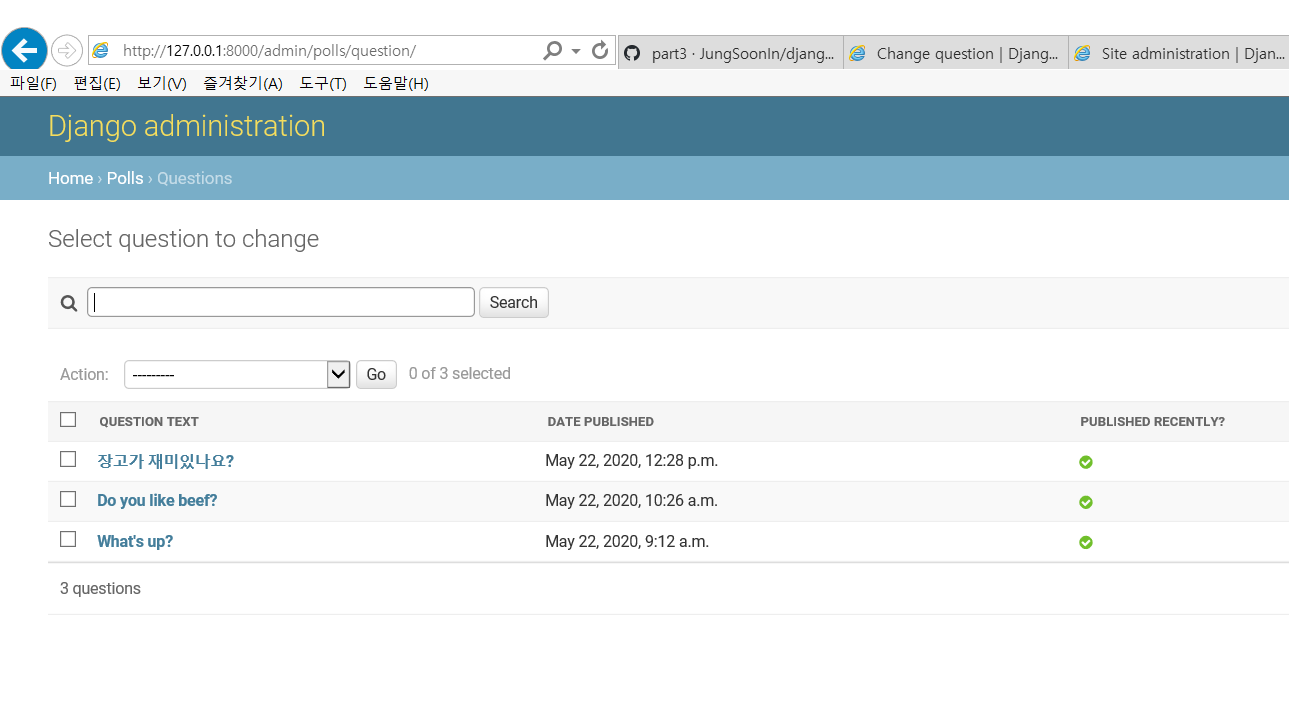 http://127.0.0.1:8000/admin/polls/question/ part3 · JungSoonIn/djang... Change question | Djang... Site administration | Djan...
파일(F) 편집(E) 보기(V) 즐겨찾기(A) 도구(T) 도움말(H)
Django administration
Home › Polls › Questions
Select question to change
Search
Action: --------- Go 0 of 3 selected
QUESTION TEXT DATE PUBLISHED PUBLISHED RECENTLY?
장고가 재미있나요? May 22, 2020, 12:28 p.m.
Do you like beef? May 22, 2020, 10:26 a.m.
What's up? May 22, 2020, 9:12 a.m.
3 questions